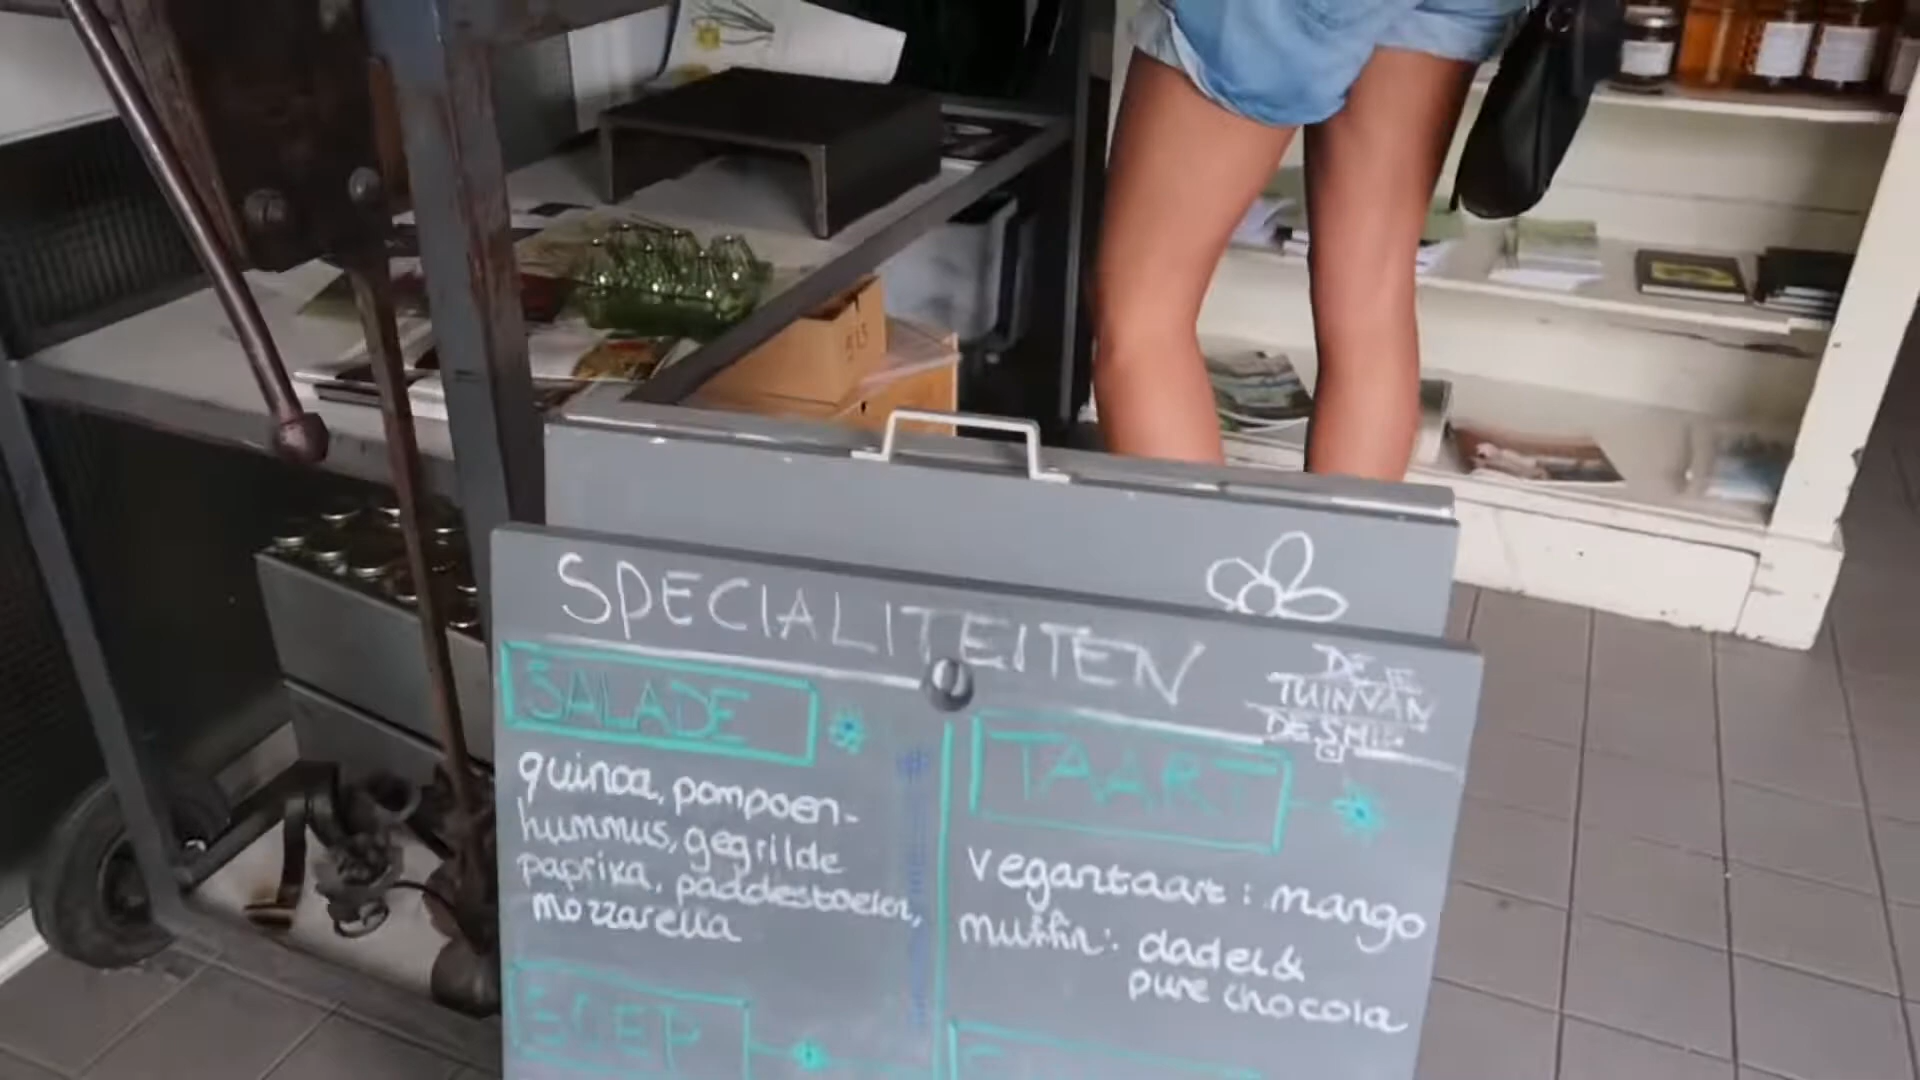 SPECIALITEITEN
DE
TUIN VAN
DE SMID
SALADE
quinoa, pompoen-
hummus, gegrilde
paprika, paddestoelen,
mozzarella
TAART
vegantaart: mango
muffin: dadel &
pure chocola
SOEP